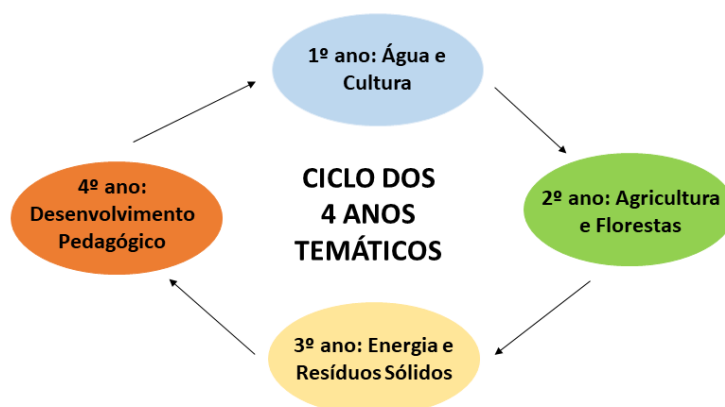 1º ano: Água e
Cultura
2º ano: Agricultura
e Florestas
3º ano: Energia e
Resíduos Sólidos
4º ano:
Desenvolvimento
Pedagógico
CICLO DOS
4 ANOS
TEMÁTICOS